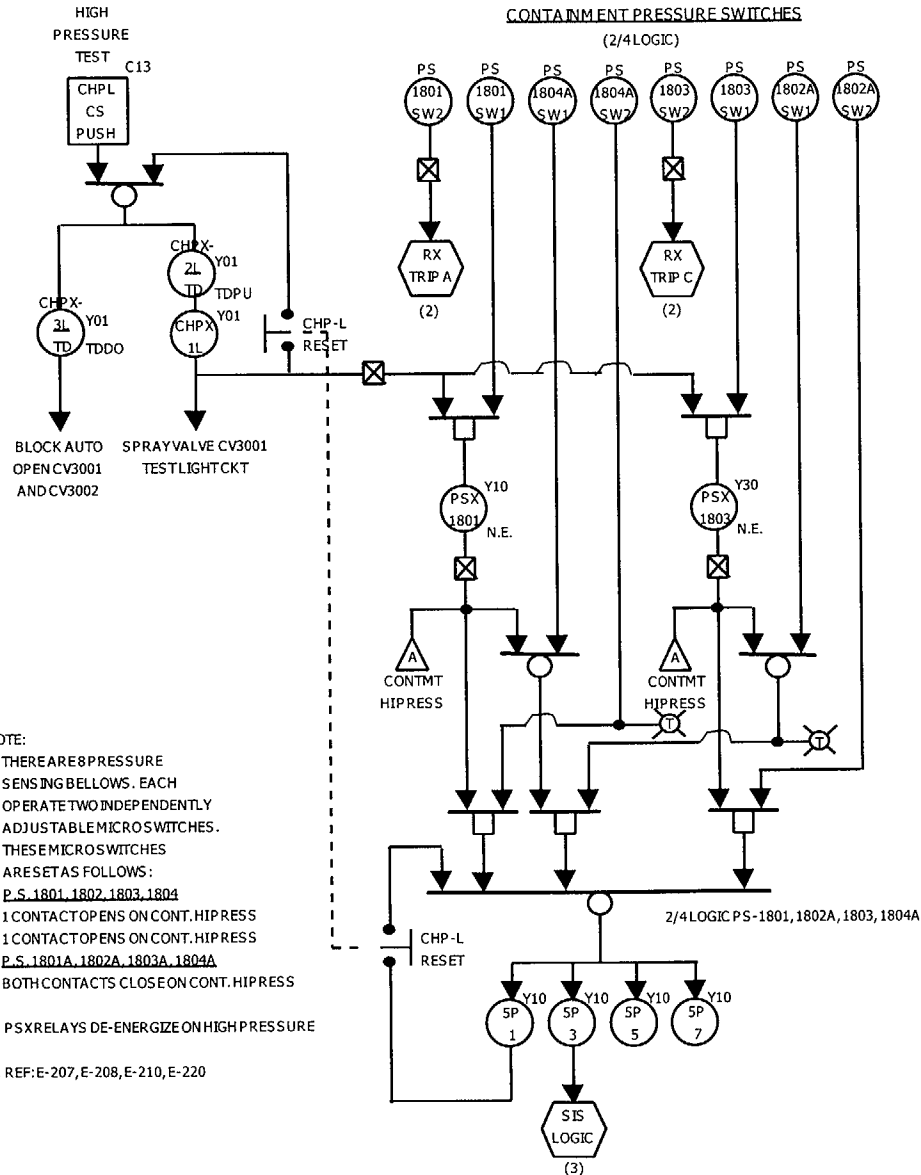 HIGH
PRESSURE
TEST
C13
CHPL
CS
PUSH
CONTAINMENT PRESSURE SWITCHES
(2/4 LOGIC)
PS
1801
SW2
PS
1801
SW1
PS
1804A
SW1
PS
1804A
SW2
PS
1803
SW2
PS
1803
SW1
PS
1802A
SW1
PS
1802A
SW2
RX
TRIP A
(2)
RX
TRIP C
(2)
CHPX-
2L
TD
Y01
TDPU
CHPX-
3L
TD
Y01
TDDO
CHPX
1L
Y01
CHP-L
RESET
BLOCK AUTO
OPEN CV3001
AND CV3002
SPRAY VALVE CV3001
TEST LIGHT CKT
PSX
1801
Y10
N.E.
PSX
1803
Y30
N.E.
A
CONTMT
HI PRESS
A
CONTMT
HI PRESS
T
T
OTE:
THERE ARE 8 PRESSURE
SENSING BELLOWS. EACH
OPERATE TWO INDEPENDENTLY
ADJUSTABLE MICROSWITCHES.
THESE MICROSWITCHES
ARE SET AS FOLLOWS:
P.S. 1801, 1802, 1803, 1804
1 CONTACT OPENS ON CONT. HI PRESS
1 CONTACT OPENS ON CONT. HI PRESS
P.S. 1801A, 1802A, 1803A, 1804A
BOTH CONTACTS CLOSE ON CONT. HI PRESS
PSX RELAYS DE-ENERGIZE ON HIGH PRESSURE
REF: E-207, E-208, E-210, E-220
2/4 LOGIC PS-1801, 1802A, 1803, 1804A
CHP-L
RESET
5P
1
Y10
5P
3
Y10
5P
5
Y10
5P
7
Y10
SIS
LOGIC
(3)